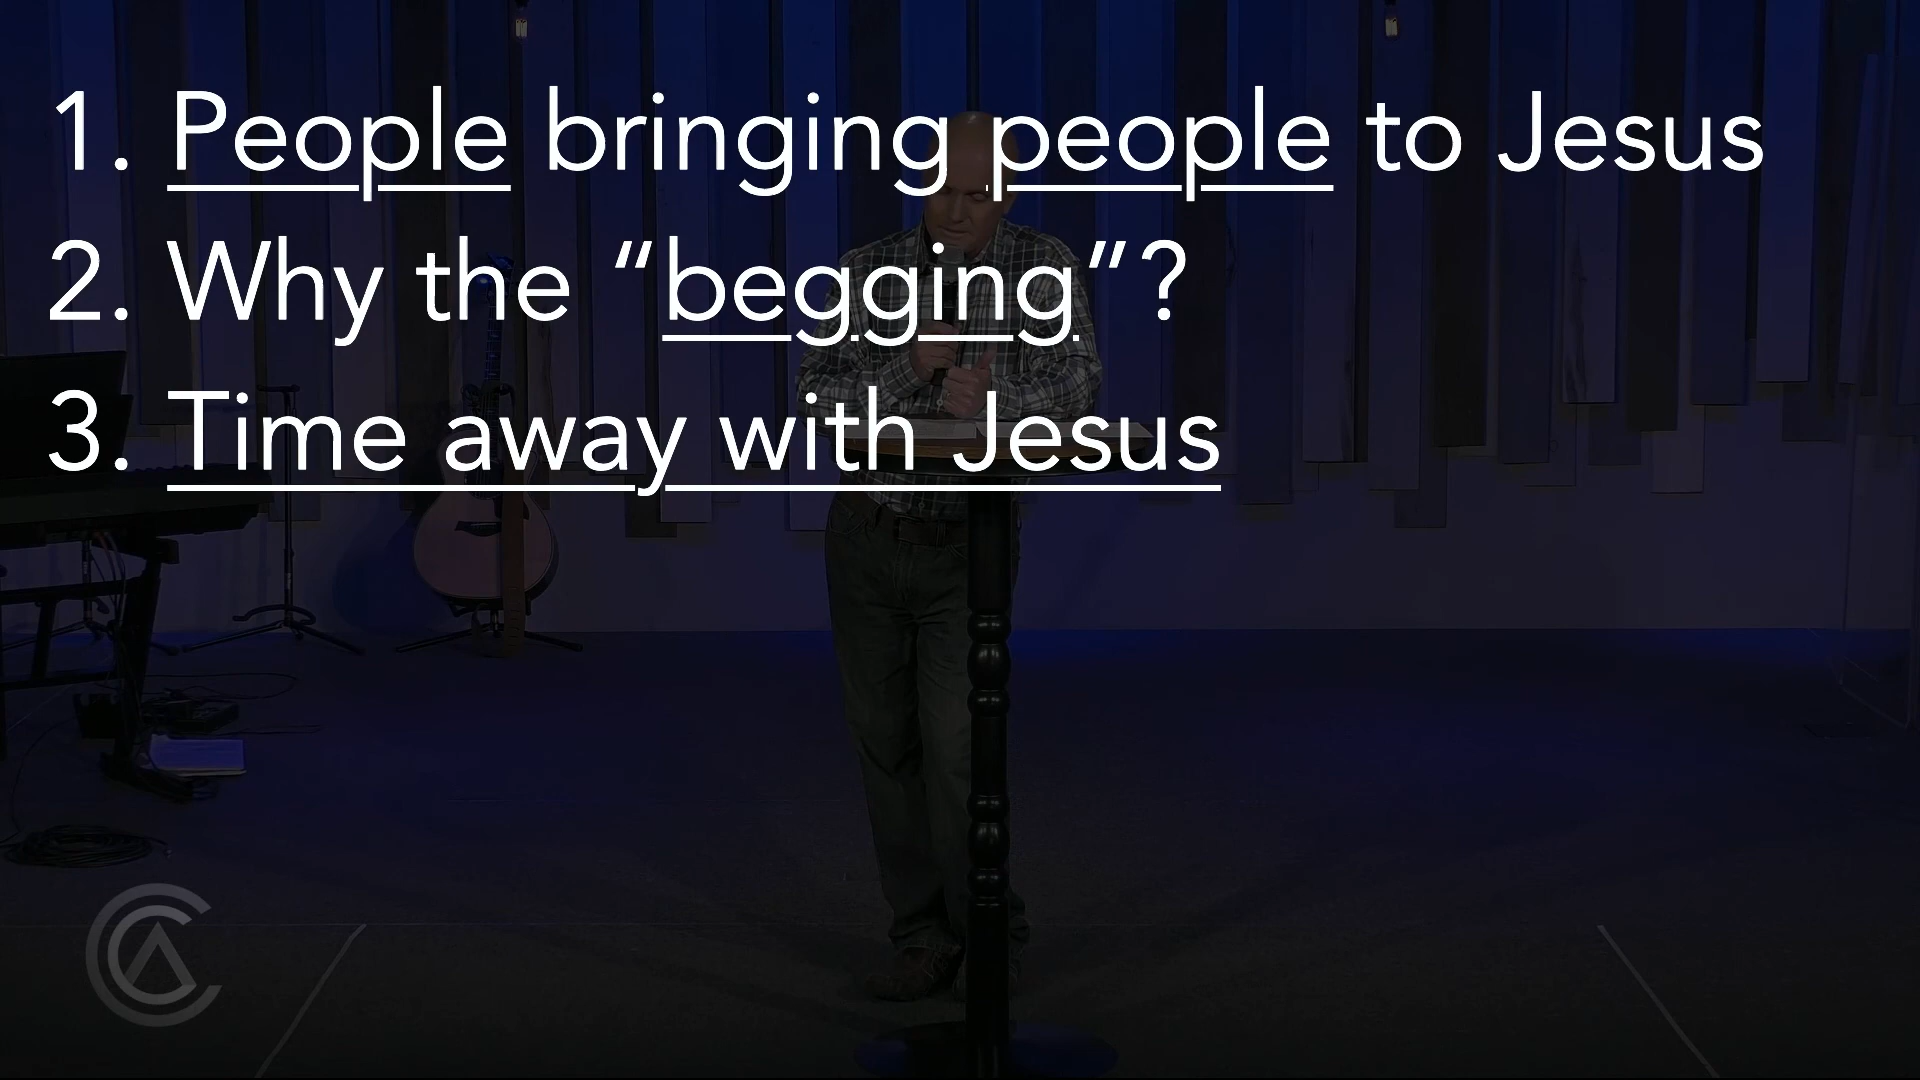 1. People bringing people to Jesus
2. Why the “begging”?
3. Time away with Jesus